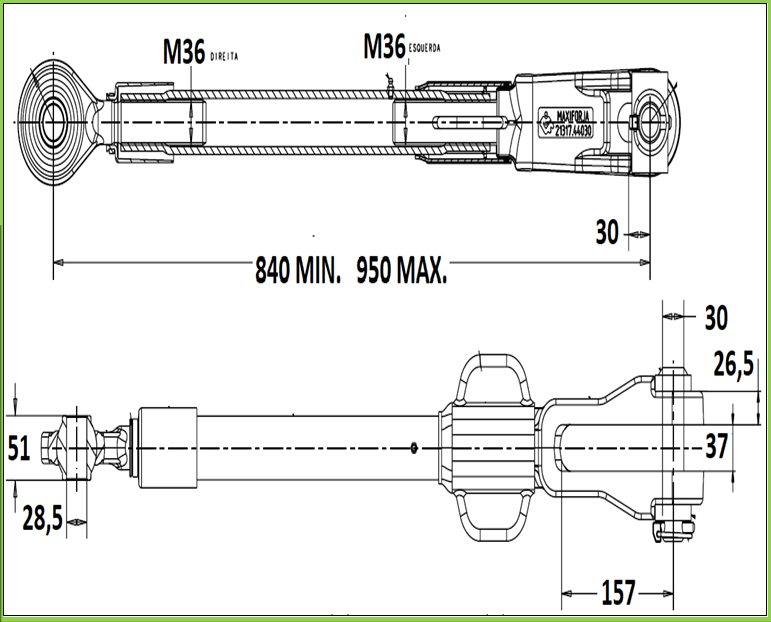 M36 DIREITA
M36 ESQUERDA
MAXIFORJA
21317.44030
30
840 MIN. 950 MAX.
30
26,5
51
37
28,5
157